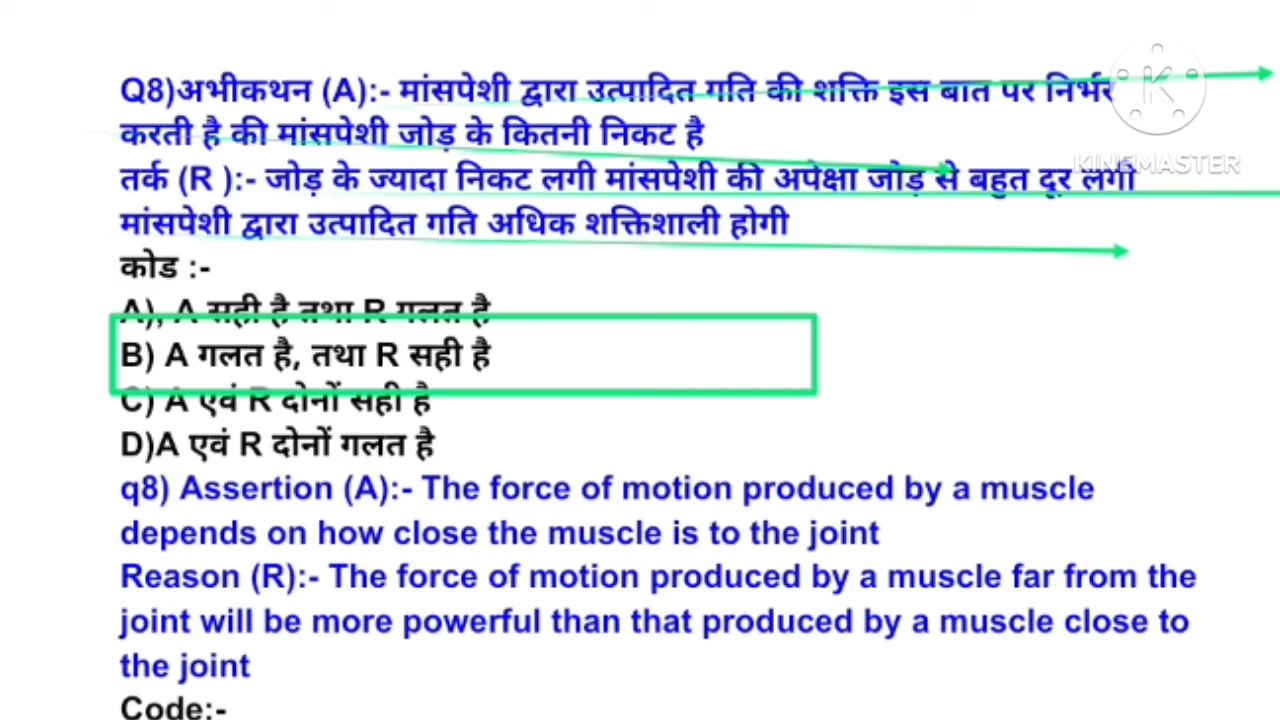 Q8)अभीकथन (A):- मांसपेशी द्वारा उत्पादित गति की शक्ति इस बात पर निर्भर
करती है की मांसपेशी जोड़ के कितनी निकट है
KINEMASTER
तर्क (R ):- जोड़ के ज्यादा निकट लगी मांसपेशी की अपेक्षा जोड़ से बहुत दूर लगी
मांसपेशी द्वारा उत्पादित गति अधिक शक्तिशाली होगी
कोड :-
A), A सही है तथा R गलत है
B) A गलत है, तथा R सही है
C) A एवं R दोनों सही है
D)A एवं R दोनों गलत है
q8) Assertion (A):- The force of motion produced by a muscle
depends on how close the muscle is to the joint
Reason (R):- The force of motion produced by a muscle far from the
joint will be more powerful than that produced by a muscle close to
the joint
Code:-